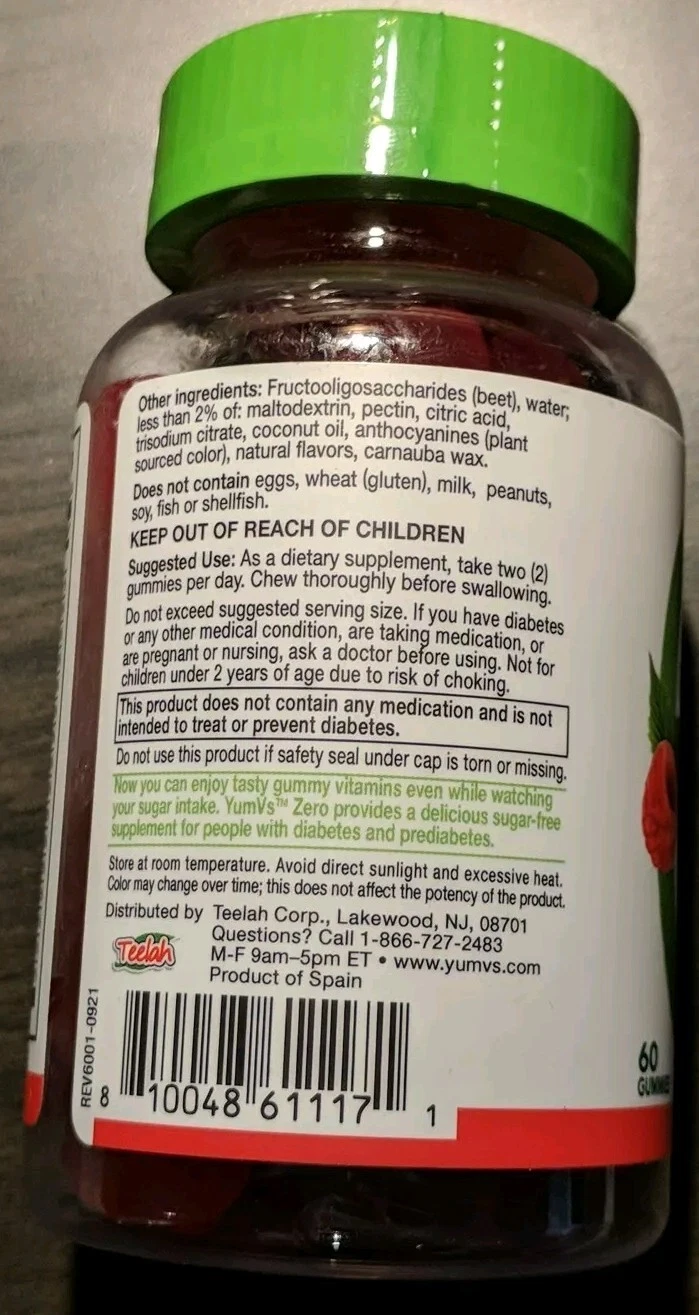 Other ingredients: Fructooligosaccharides (beet), water;
less than 2% of: maltodextrin, pectin, citric acid,
trisodium citrate, coconut oil, anthocyanines (plant
sourced color), natural flavors, carnauba wax.
Does not contain eggs, wheat (gluten), milk, peanuts,
soy, fish or shellfish.
KEEP OUT OF REACH OF CHILDREN
Suggested Use: As a dietary supplement, take two (2)
gummies per day. Chew thoroughly before swallowing.
Do not exceed suggested serving size. If you have diabetes
or any other medical condition, are taking medication, or
are pregnant or nursing, ask a doctor before using. Not for
children under 2 years of age due to risk of choking.
This product does not contain any medication and is not
intended to treat or prevent diabetes.
Do not use this product if safety seal under cap is torn or missing.
Now you can enjoy tasty gummy vitamins even while watching
your sugar intake. YumVs™ Zero provides a delicious sugar-free
supplement for people with diabetes and prediabetes.
Store at room temperature. Avoid direct sunlight and excessive heat.
Color may change over time; this does not affect the potency of the product.
Distributed by Teelah Corp., Lakewood, NJ, 08701
Questions? Call 1-866-727-2483
M-F 9am–5pm ET • www.yumvs.com
Product of Spain
Teelah
REV6001-0921
8 10048 61117 1
60
GUMMIES